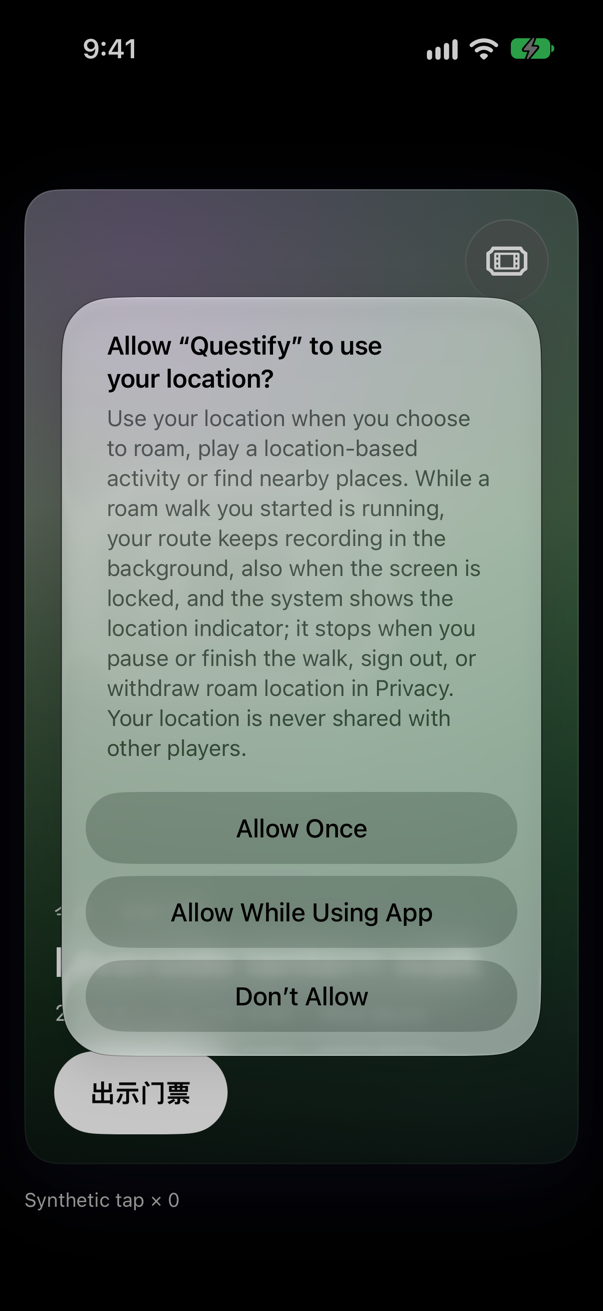 9:41
Allow “Questify” to use
your location?
Use your location when you choose
to roam, play a location-based
activity or find nearby places. While a
roam walk you started is running,
your route keeps recording in the
background, also when the screen is
locked, and the system shows the
location indicator; it stops when you
pause or finish the walk, sign out, or
withdraw roam location in Privacy.
Your location is never shared with
other players.
Allow Once
Allow While Using App
Don’t Allow
出示门票
Synthetic tap × 0